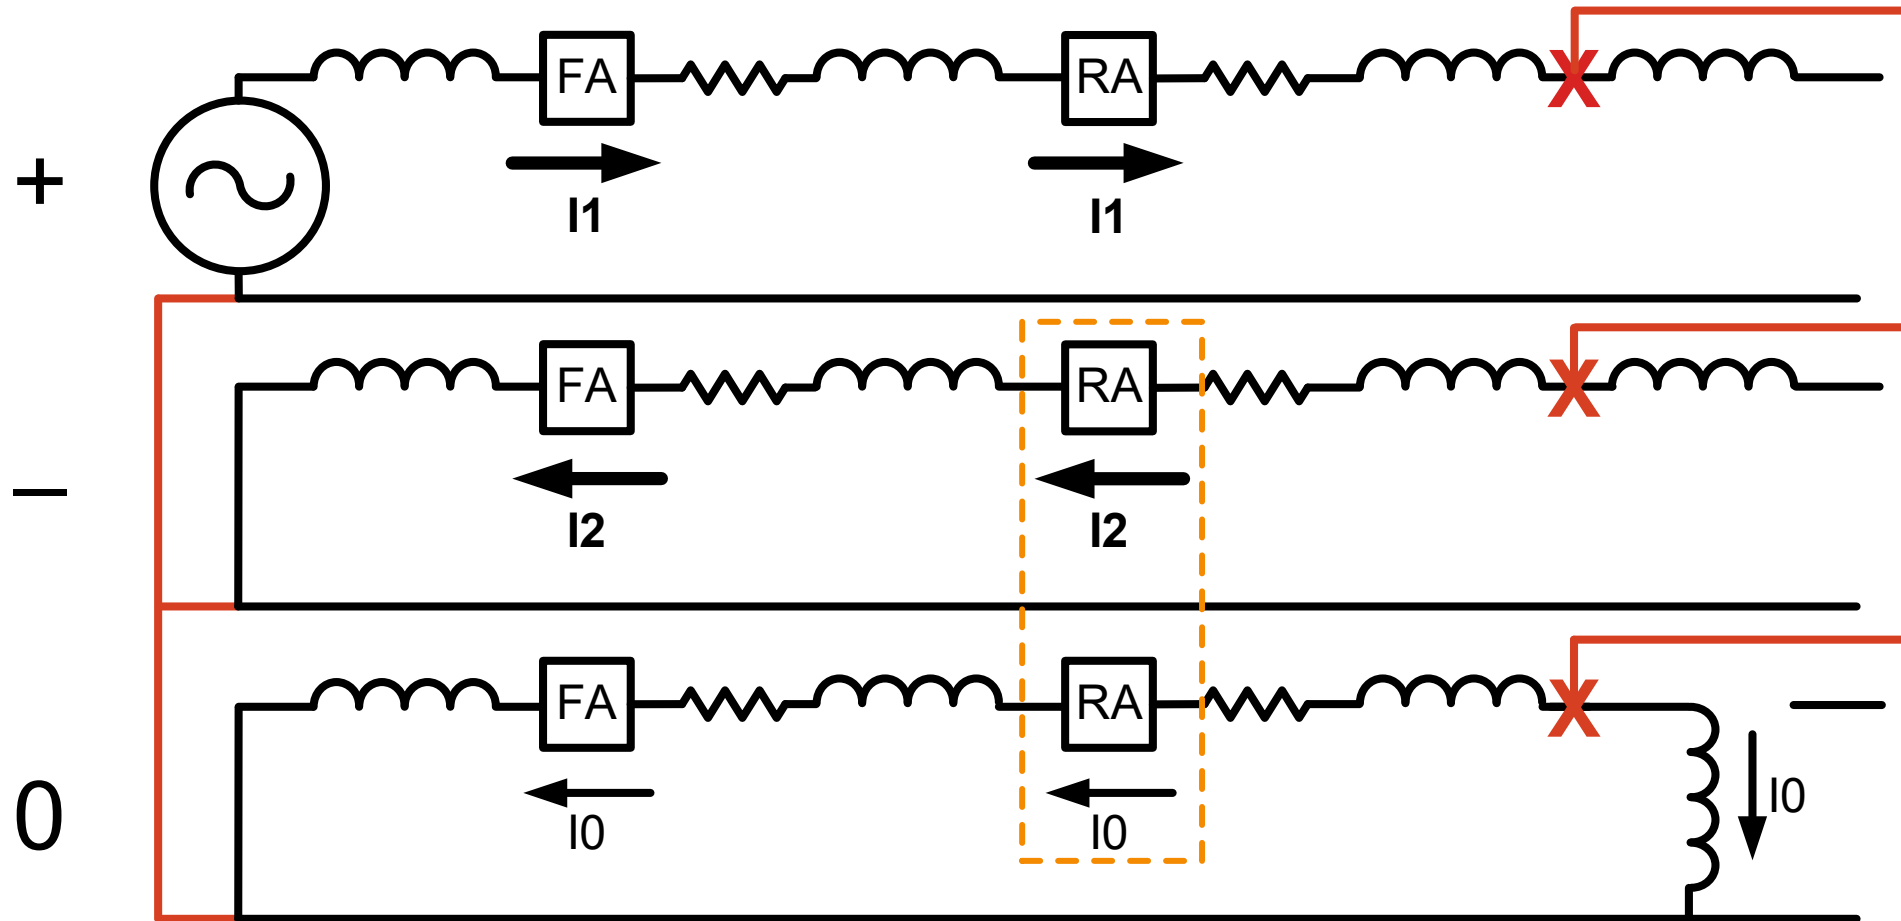 FA RA
+
I1 I1
FA RA
–
I2 I2
FA RA
0
I0 I0 I0